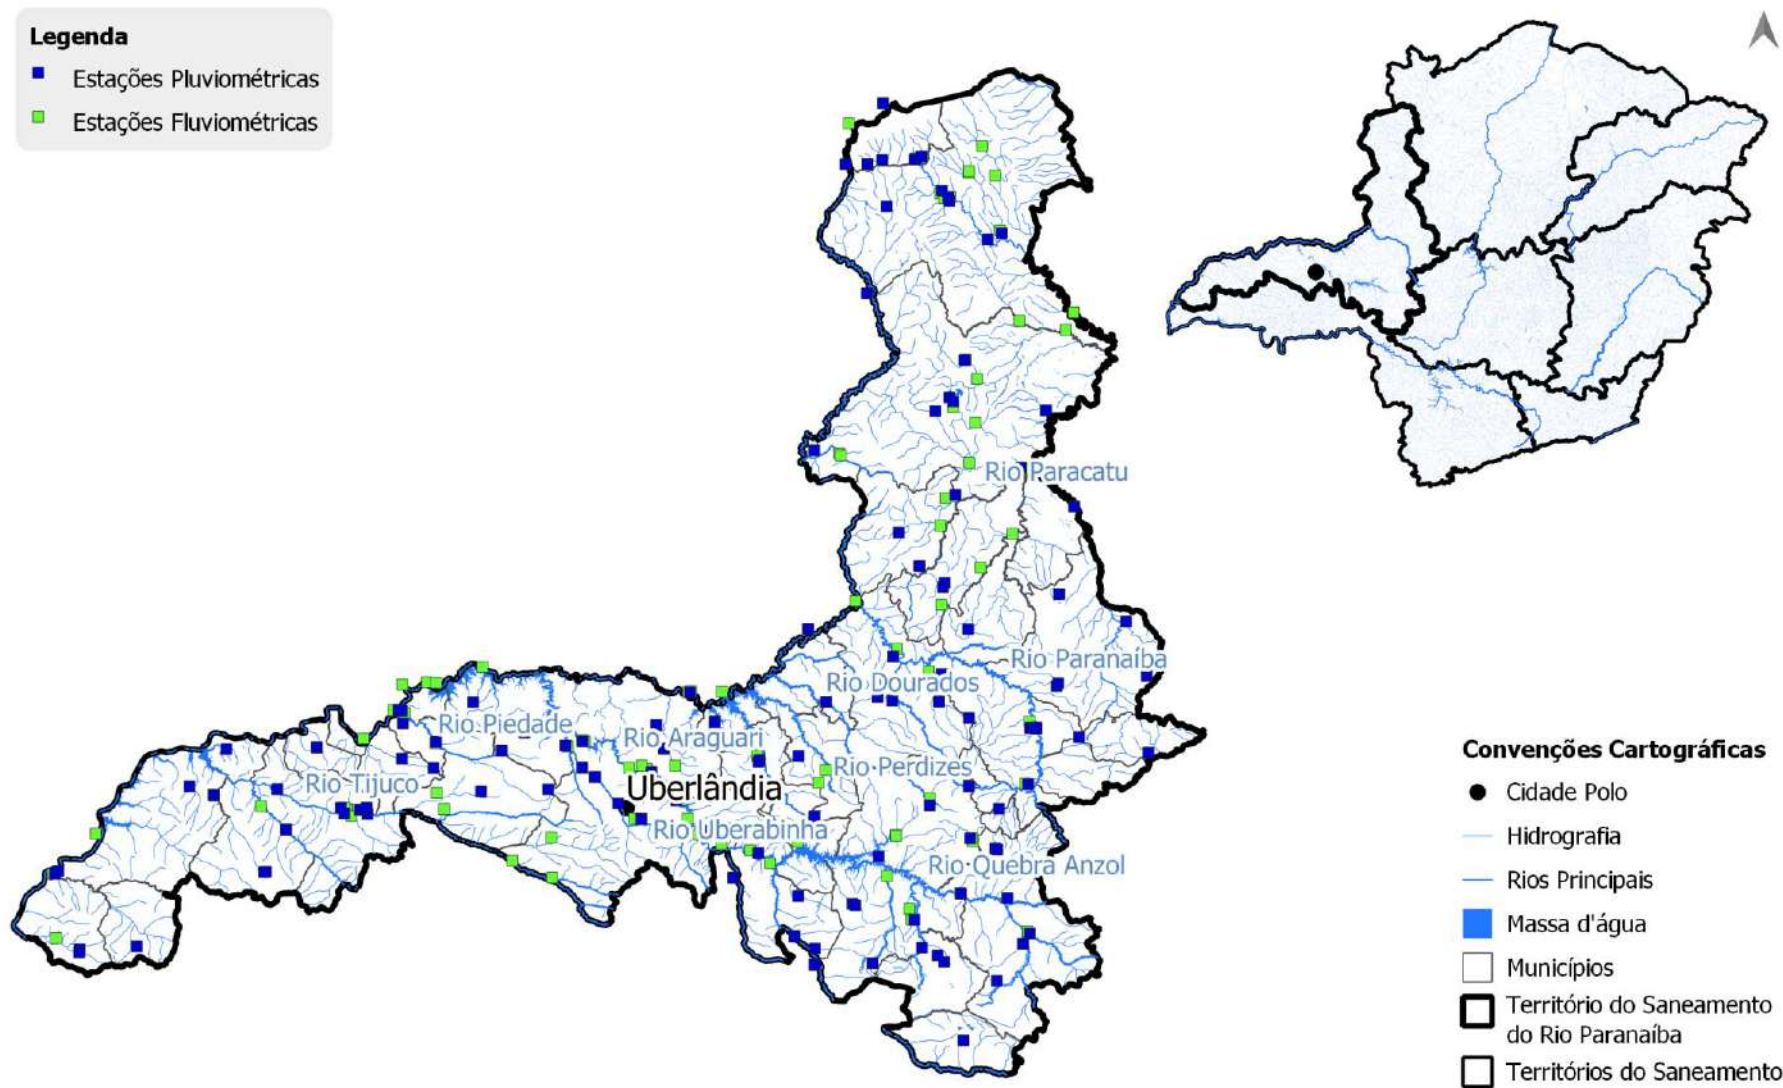 Legenda
Estações Pluviométricas
Estações Fluviométricas
Rio Paracatu
Rio Paranaíba
Rio Dourados
Rio Piedade
Rio Araguari
Rio Perdizes
Rio Tijuco
Uberlândia
Rio Uberabinha
Rio Quebra Anzol
Convenções Cartográficas
Cidade Polo
Hidrografia
Rios Principais
Massa d'água
Municípios
Território do Saneamento
do Rio Paranaíba
Territórios do Saneamento